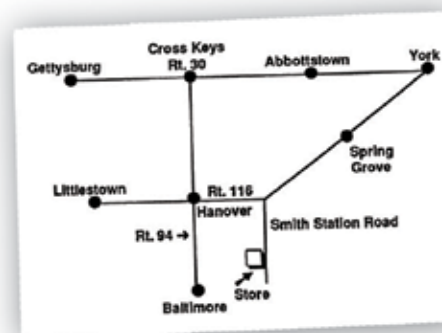 Cross Keys
Rt. 30
Gettysburg
Abbottstown
York
Spring
Grove
Littlestown
Rt. 116
Hanover
Smith Station Road
Rt. 94 →
Store
Baltimore